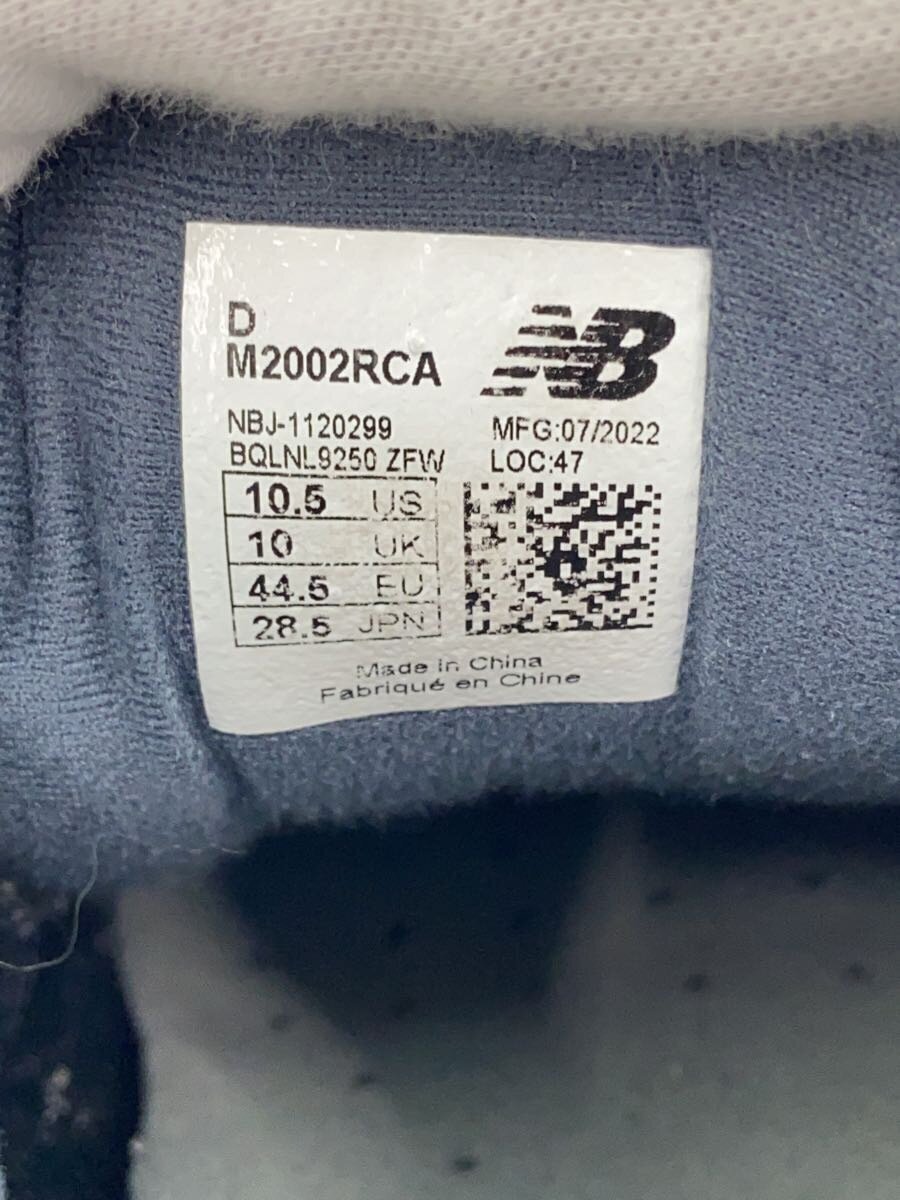 D
M2002RCA
NB
NBJ-1120299
MFG:07/2022
BQLNL9250 ZFW
LOC:47
10.5 US
10 UK
44.5 EU
28.5 JPN
Made in China
Fabriqué en Chine